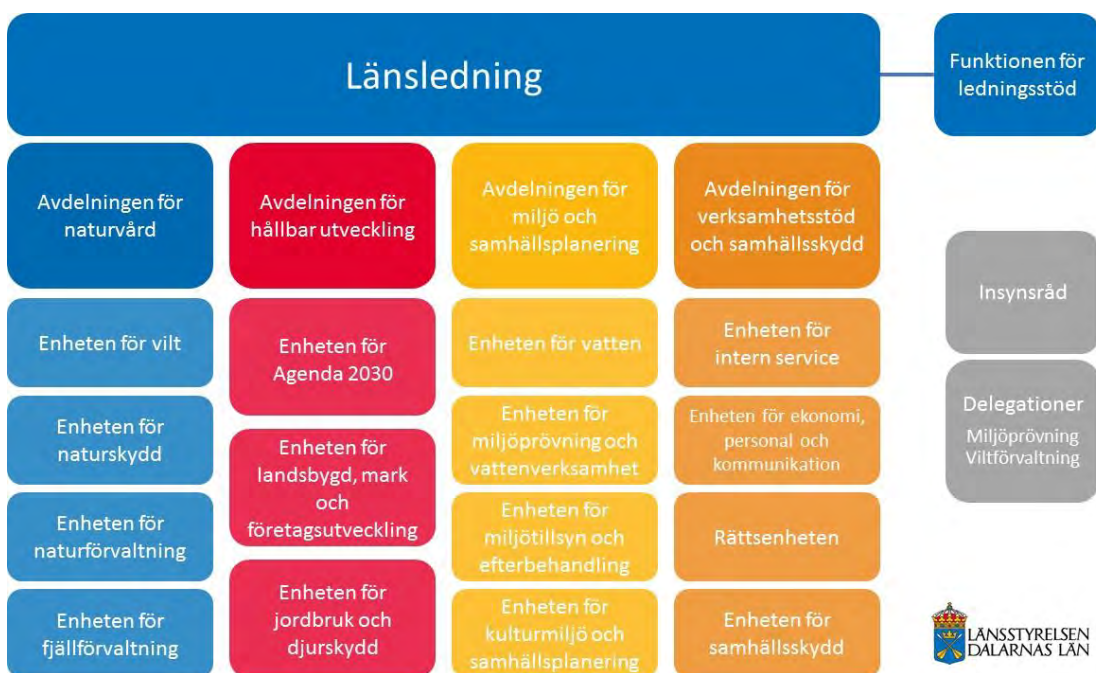 Länsledning
Funktionen för
ledningsstöd
Avdelningen för
naturvård
Enheten för vilt
Enheten för
naturskydd
Enheten för
naturförvaltning
Enheten för
fjällförvaltning
Avdelningen för
hållbar utveckling
Enheten för
Agenda 2030
Enheten för
landsbygd, mark
och
företagsutveckling
Enheten för
jordbruk och
djurskydd
Avdelningen för
miljö och
samhällsplanering
Enheten för vatten
Enheten för
miljöprövning och
vattenverksamhet
Enheten för
miljötillsyn och
efterbehandling
Enheten för
kulturmiljö och
samhällsplanering
Avdelningen för
verksamhetsstöd
och samhällsskydd
Enheten för
intern service
Enheten för ekonomi,
personal och
kommunikation
Rättsenheten
Enheten för
samhällsskydd
Insynsråd
Delegationer
Miljöprövning
Viltförvaltning
LÄNSSTYRELSEN
DALARNAS LÄN